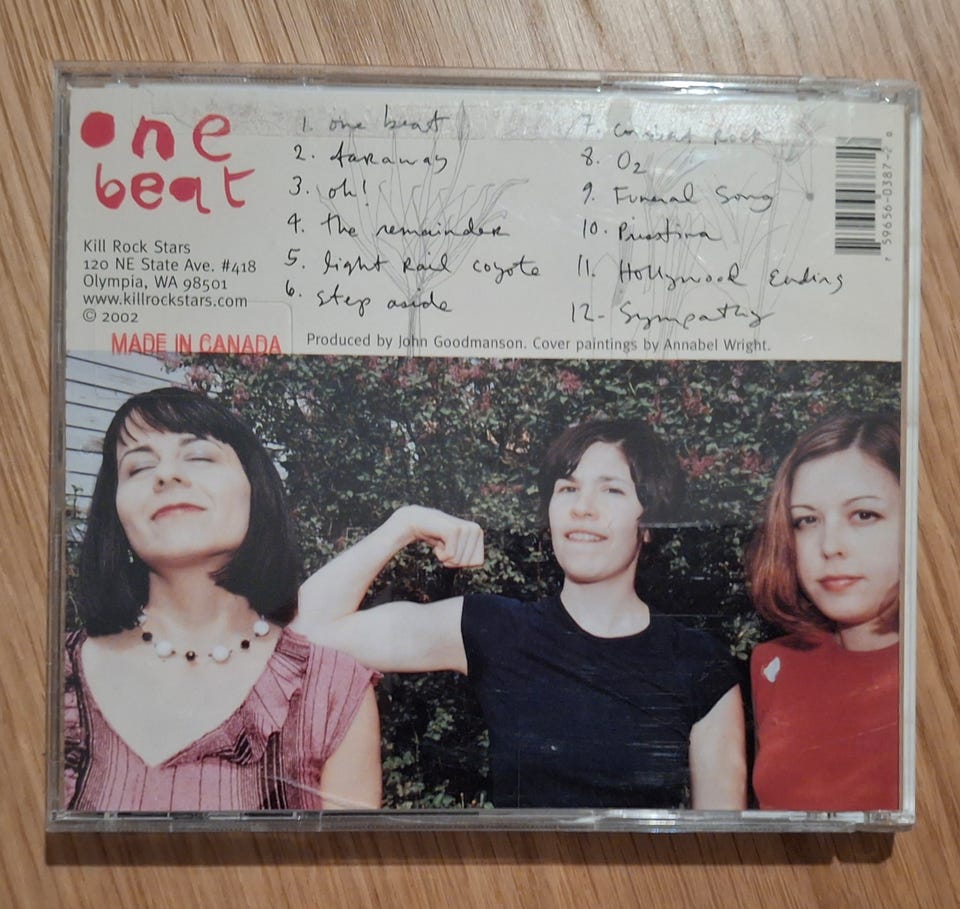 one
beat
Kill Rock Stars
120 NE State Ave. #418
Olympia, WA 98501
www.killrockstars.com
© 2002
MADE IN CANADA
1. one beat
2. faraway
3. oh!
4. the remainder
5. light rail coyote
6. step aside
7. Combat Rock
8. O2
9. Funeral Song
10. Prisstina
11. Hollywood Ending
12- Sympathy
Produced by John Goodmanson. Cover paintings by Annabel Wright.
7 59656-0387-2 0